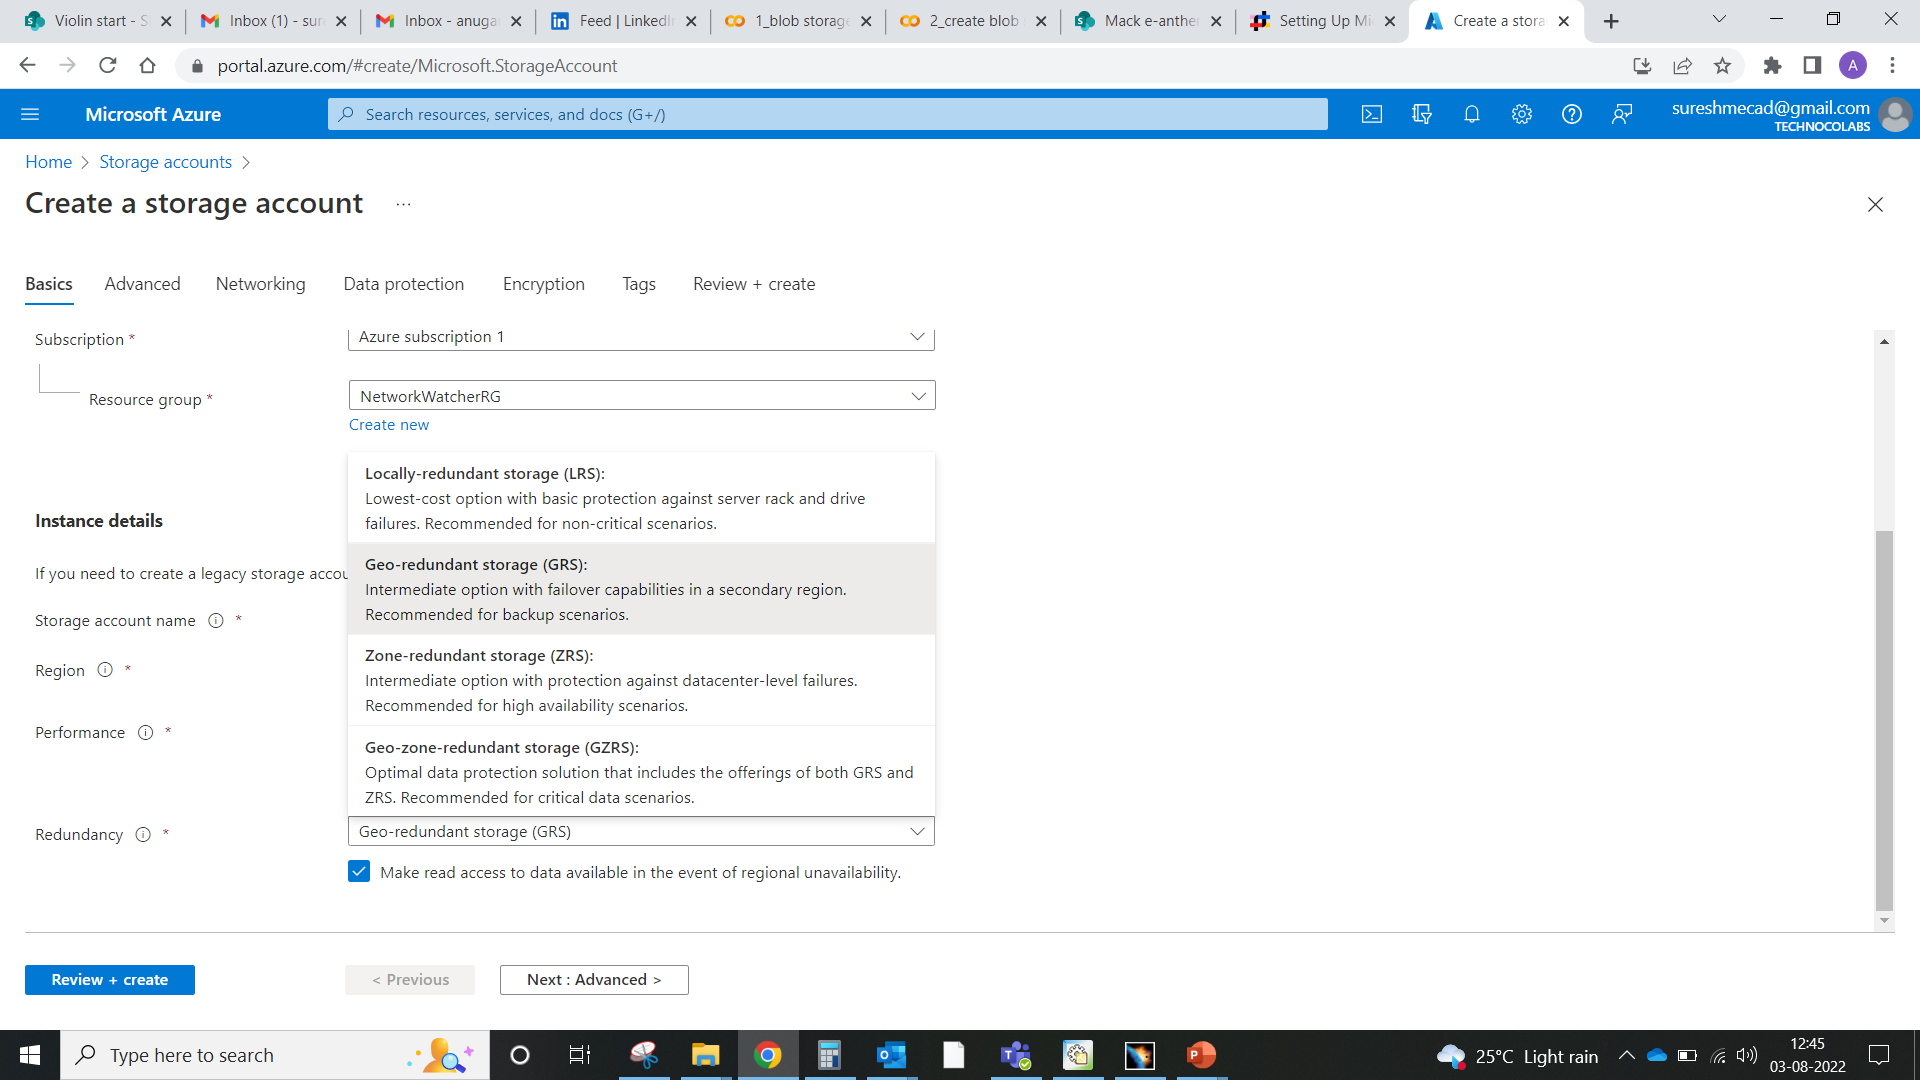 Violin start - S
Inbox (1) - sur
Inbox - anugar
Feed | LinkedIn
1_blob storage
2_create blob
Mack e-anther
Setting Up Mi
Create a stora
portal.azure.com/#create/Microsoft.StorageAccount
A
Microsoft Azure
Search resources, services, and docs (G+/)
sureshmecad@gmail.com
TECHNOCOLABS
Home > Storage accounts >
Create a storage account ...
Basics
Advanced
Networking
Data protection
Encryption
Tags
Review + create
Subscription *
Azure subscription 1
Resource group *
NetworkWatcherRG
Create new
Locally-redundant storage (LRS):
Lowest-cost option with basic protection against server rack and drive
failures. Recommended for non-critical scenarios.
Instance details
Geo-redundant storage (GRS):
If you need to create a legacy storage accou
Intermediate option with failover capabilities in a secondary region.
Recommended for backup scenarios.
Storage account name *
Zone-redundant storage (ZRS):
Region *
Intermediate option with protection against datacenter-level failures.
Recommended for high availability scenarios.
Performance *
Geo-zone-redundant storage (GZRS):
Optimal data protection solution that includes the offerings of both GRS and
ZRS. Recommended for critical data scenarios.
Redundancy *
Geo-redundant storage (GRS)
Make read access to data available in the event of regional unavailability.
Review + create
< Previous
Next : Advanced >
Type here to search
25°C Light rain
12:45
03-08-2022